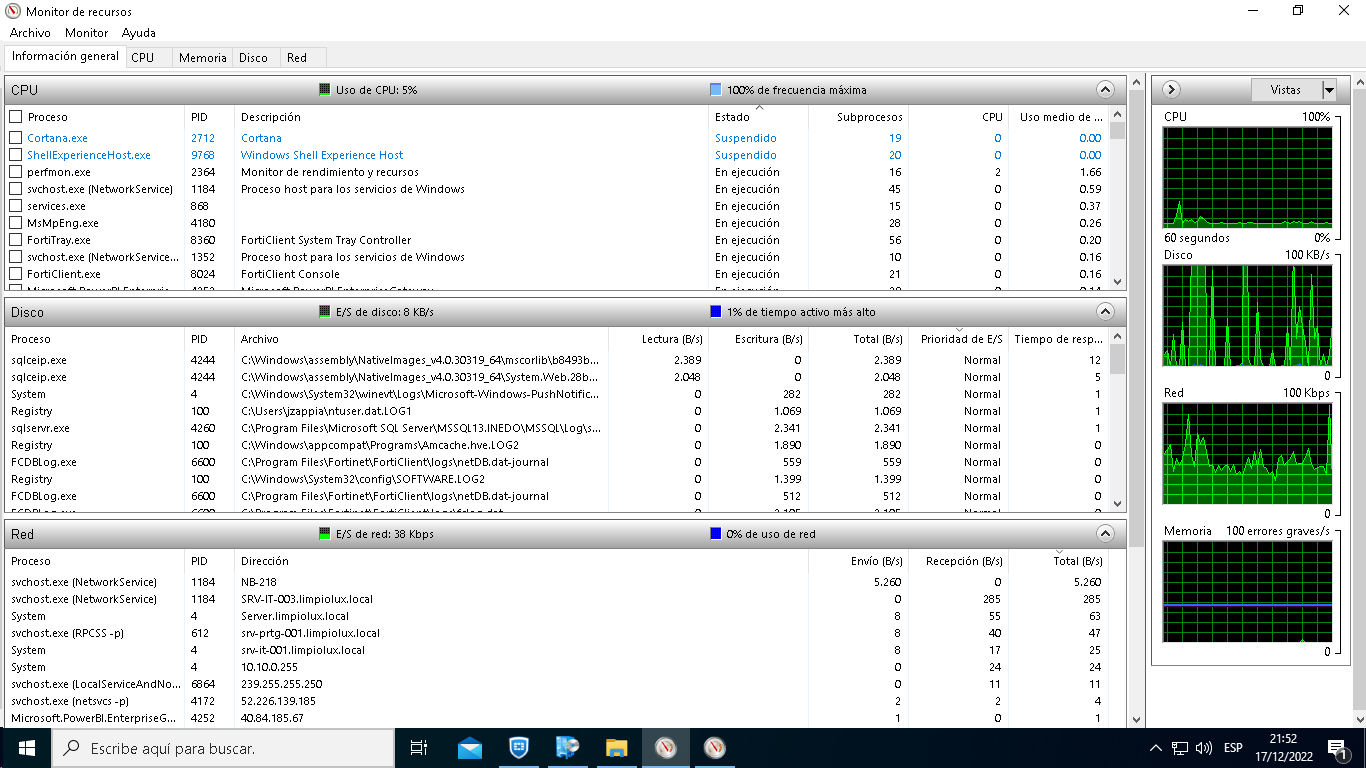 Monitor de recursos
Archivo Monitor Ayuda
Información general CPU Memoria Disco Red
CPU Uso de CPU: 5% 100% de frecuencia máxima
Proceso PID Descripción Estado Subprocesos CPU Uso medio de ...
Cortana.exe 2712 Cortana Suspendido 19 0 0.00
ShellExperienceHost.exe 9768 Windows Shell Experience Host Suspendido 20 0 0.00
perfmon.exe 2364 Monitor de rendimiento y recursos En ejecución 16 2 1.66
svchost.exe (NetworkService) 1184 Proceso host para los servicios de Windows En ejecución 45 0 0.59
services.exe 868 En ejecución 15 0 0.37
MsMpEng.exe 4180 En ejecución 28 0 0.26
FortiTray.exe 8360 FortiClient System Tray Controller En ejecución 56 0 0.20
svchost.exe (NetworkService... 1352 Proceso host para los servicios de Windows En ejecución 10 0 0.16
FortiClient.exe 8024 FortiClient Console En ejecución 21 0 0.16
Disco E/S de disco: 8 KB/s 1% de tiempo activo más alto
Proceso PID Archivo Lectura (B/s) Escritura (B/s) Total (B/s) Prioridad de E/S Tiempo de resp...
sqlceip.exe 4244 C:\Windows\assembly\NativeImages_v4.0.30319_64\mscorlib\b8493b... 2.389 0 2.389 Normal 12
sqlceip.exe 4244 C:\Windows\assembly\NativeImages_v4.0.30319_64\System.Web.28b... 2.048 0 2.048 Normal 5
System 4 C:\Windows\System32\winevt\Logs\Microsoft-Windows-PushNotific... 0 282 282 Normal 1
Registry 100 C:\Users\jzappia\ntuser.dat.LOG1 0 1.069 1.069 Normal 1
sqlservr.exe 4260 C:\Program Files\Microsoft SQL Server\MSSQL13.INEDO\MSSQL\Log\s... 0 2.341 2.341 Normal 1
Registry 100 C:\Windows\appcompat\Programs\Amcache.hve.LOG2 0 1.890 1.890 Normal 0
FCDBLog.exe 6600 C:\Program Files\Fortinet\FortiClient\logs\netDB.dat-journal 0 559 559 Normal 0
Registry 100 C:\Windows\System32\config\SOFTWARE.LOG2 0 1.399 1.399 Normal 0
FCDBLog.exe 6600 C:\Program Files\Fortinet\FortiClient\logs\netDB.dat-journal 0 512 512 Normal 0
Red E/S de red: 38 Kbps 0% de uso de red
Proceso PID Dirección Envío (B/s) Recepción (B/s) Total (B/s)
svchost.exe (NetworkService) 1184 NB-218 5.260 0 5.260
svchost.exe (NetworkService) 1184 SRV-IT-003.limpiolux.local 0 285 285
System 4 Server.limpiolux.local 8 55 63
svchost.exe (RPCSS -p) 612 srv-prtg-001.limpiolux.local 8 40 47
System 4 srv-it-001.limpiolux.local 8 17 25
System 4 10.10.0.255 0 24 24
svchost.exe (LocalServiceAndNo... 6864 239.255.255.250 0 11 11
svchost.exe (netsvcs -p) 4172 52.226.139.185 2 2 4
Microsoft.PowerBI.EnterpriseG... 4252 40.84.185.67 1 0 1
Vistas
CPU 100%
60 segundos 0%
Disco 100 KB/s
0
Red 100 Kbps
0
Memoria 100 errores graves/s
0
Escribe aquí para buscar.
ESP
21:52
17/12/2022
1